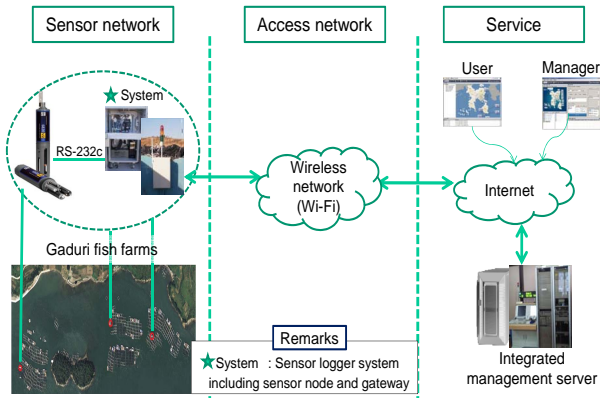 Sensor network
Access network
Service
★System
RS-232c
User
Manager
Wireless
network
(Wi-Fi)
Internet
Gaduri fish farms
Remarks
★System : Sensor logger system
including sensor node and gateway
Integrated
management server